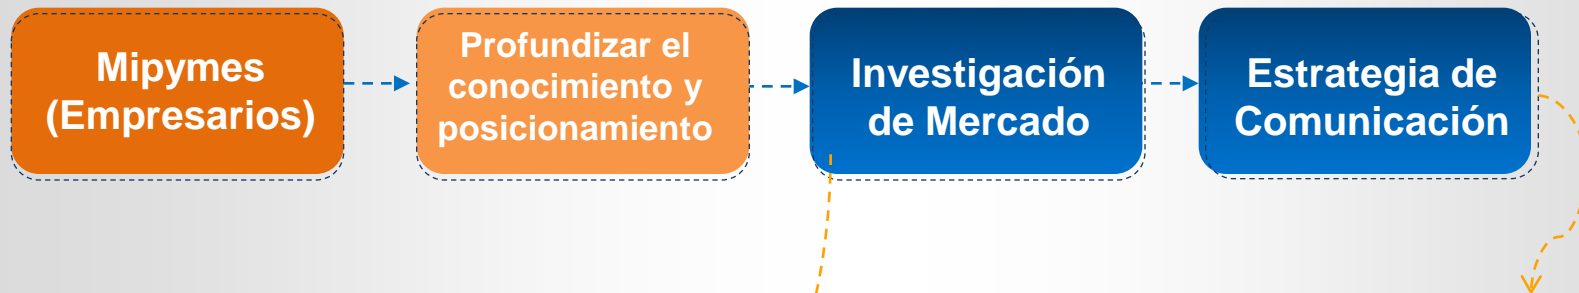 Mipymes
(Empresarios)
Profundizar el
conocimiento y
posicionamiento
Investigación
de Mercado
Estrategia de
Comunicación